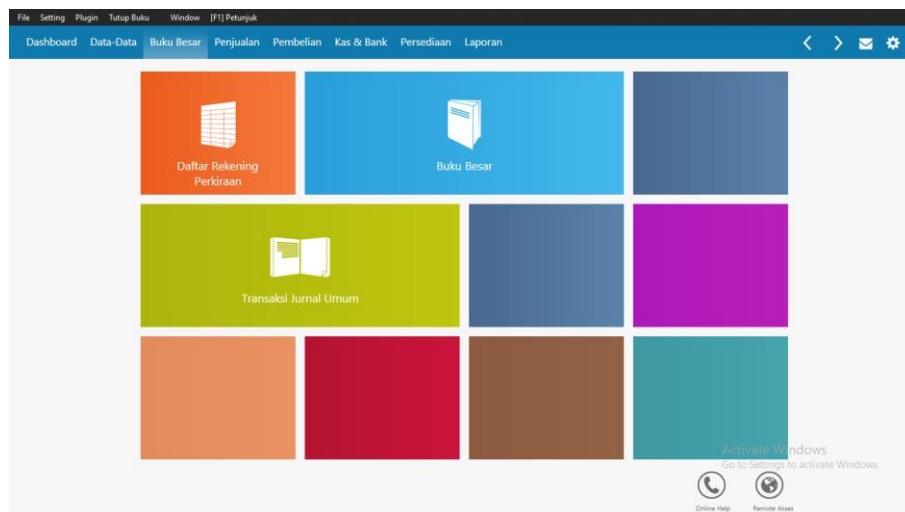 File Setting Plugin Tutup Buku Window [F1] Petunjuk
Dashboard Data-Data Buku Besar Penjualan Pembelian Kas & Bank Persediaan Laporan
Daftar Rekening
Perkiraan
Buku Besar
Transaksi Jurnal Umum
Activate Windows
Go to Settings to activate Windows.
Online Help Remote Akses